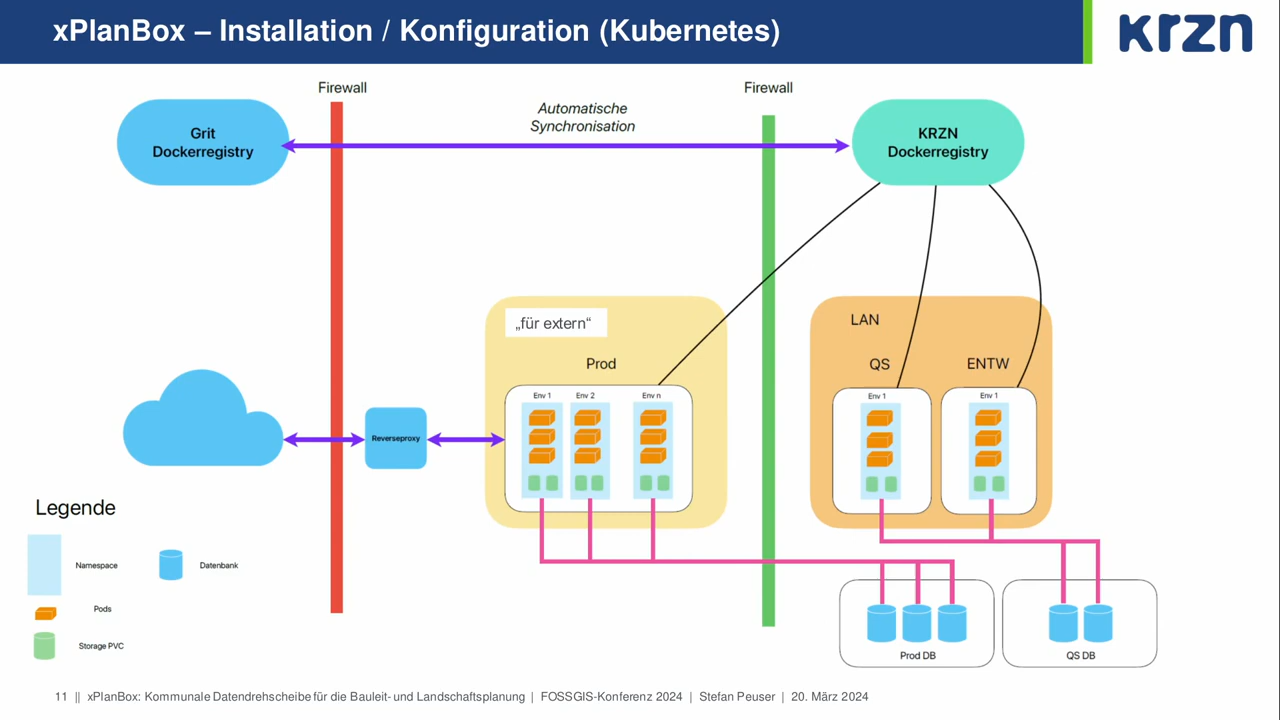 xPlanBox – Installation / Konfiguration (Kubernetes)
krzn
Firewall
Firewall
Automatische
Synchronisation
Grit
Dockerregistry
KRZN
Dockerregistry
„für extern“
LAN
Prod
QS
ENTW
Env 1
Env 2
Env n
Env 1
Env 1
Reverseproxy
Legende
Namespace
Datenbank
Pods
Storage PVC
Prod DB
QS DB
11 || xPlanBox: Kommunale Datendrehscheibe für die Bauleit- und Landschaftsplanung | FOSSGIS-Konferenz 2024 | Stefan Peuser | 20. März 2024